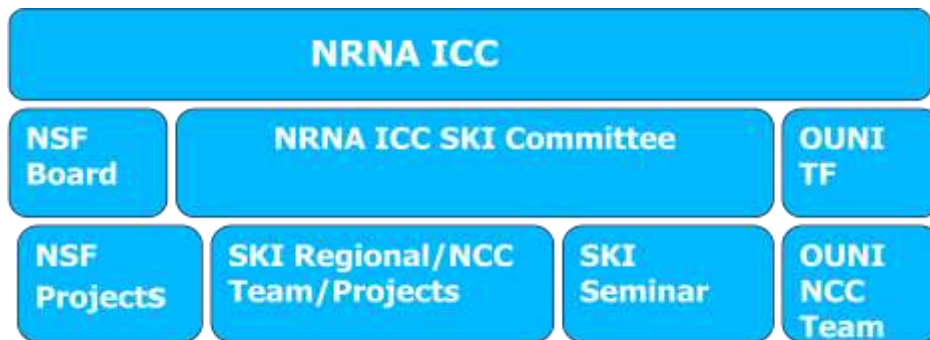 NRNA ICC
NSF
Board
NRNA ICC SKI Committee
OUNI
TF
NSF
Projects
SKI Regional/NCC
Team/Projects
SKI
Seminar
OUNI
NCC
Team